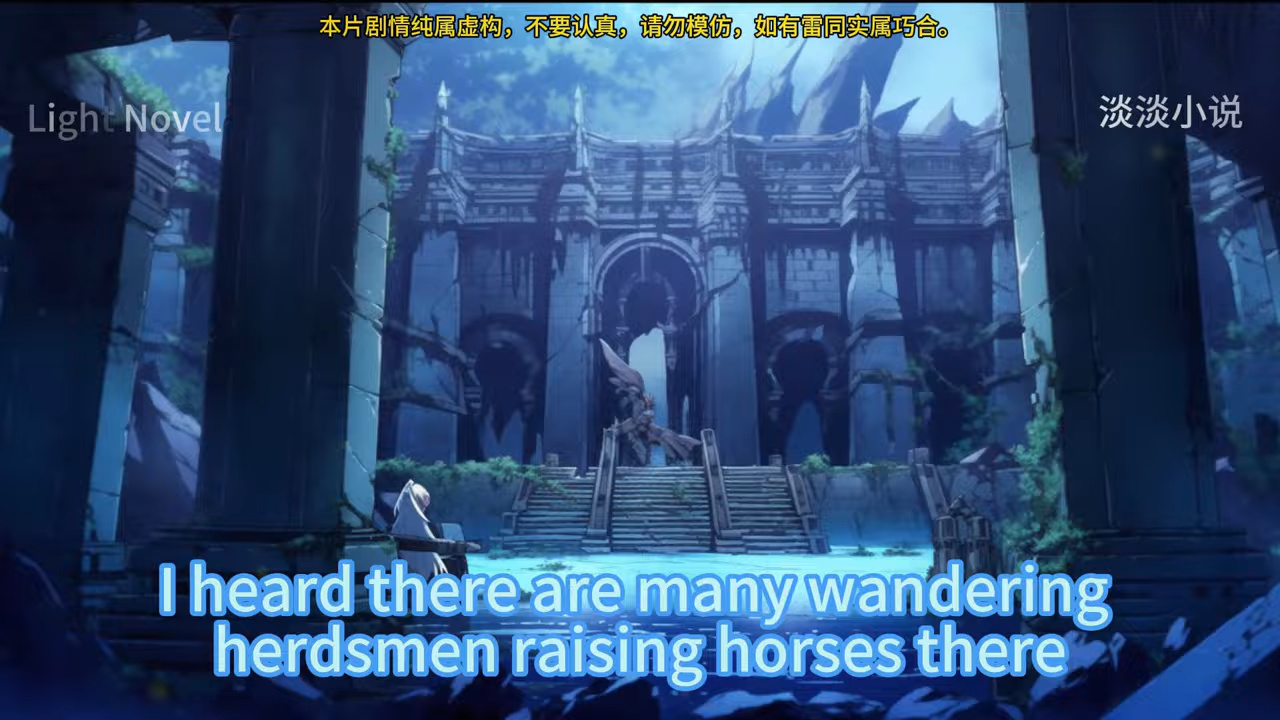 本片剧情纯属虚构，不要认真，请勿模仿，如有雷同实属巧合。
Light Novel
淡淡小说
I heard there are many wandering
herdsmen raising horses there